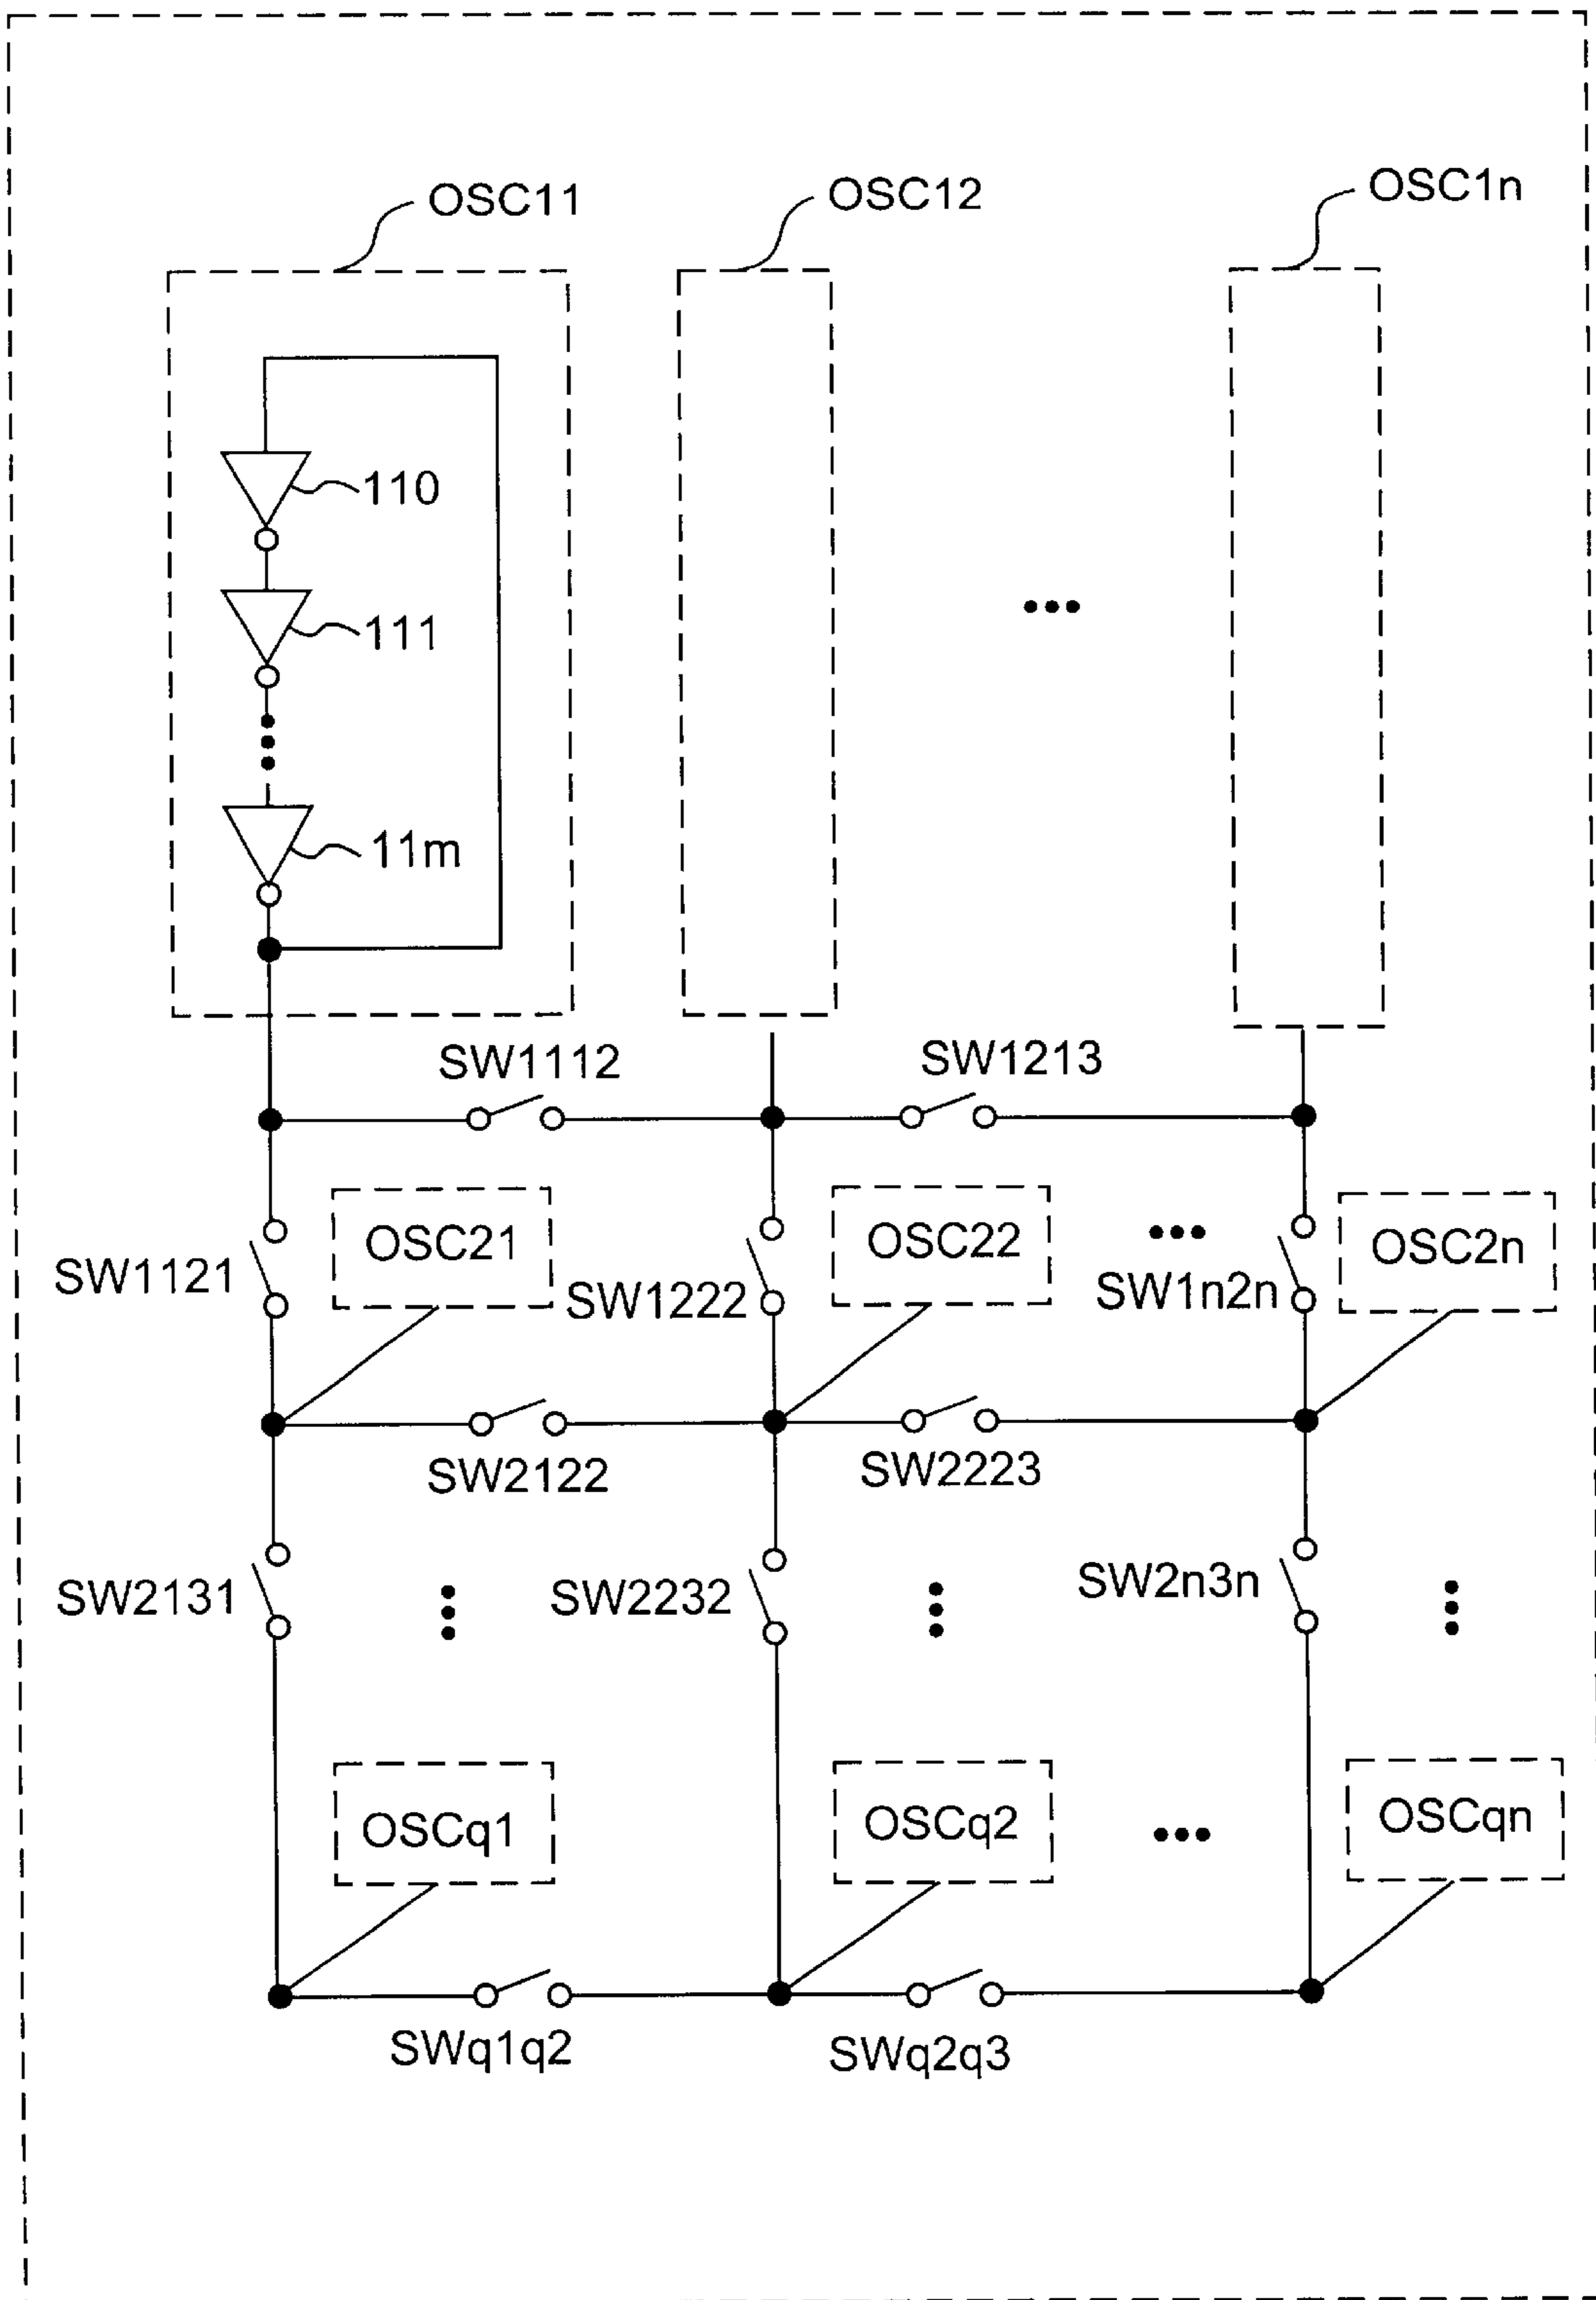 OSC11
OSC12
OSC1n
110
111
11m
SW1112
SW1213
OSC21
OSC22
OSC2n
SW1121
SW1222
SW1n2n
SW2122
SW2223
SW2131
SW2232
SW2n3n
OSCq1
OSCq2
OSCqn
SWq1q2
SWq2q3